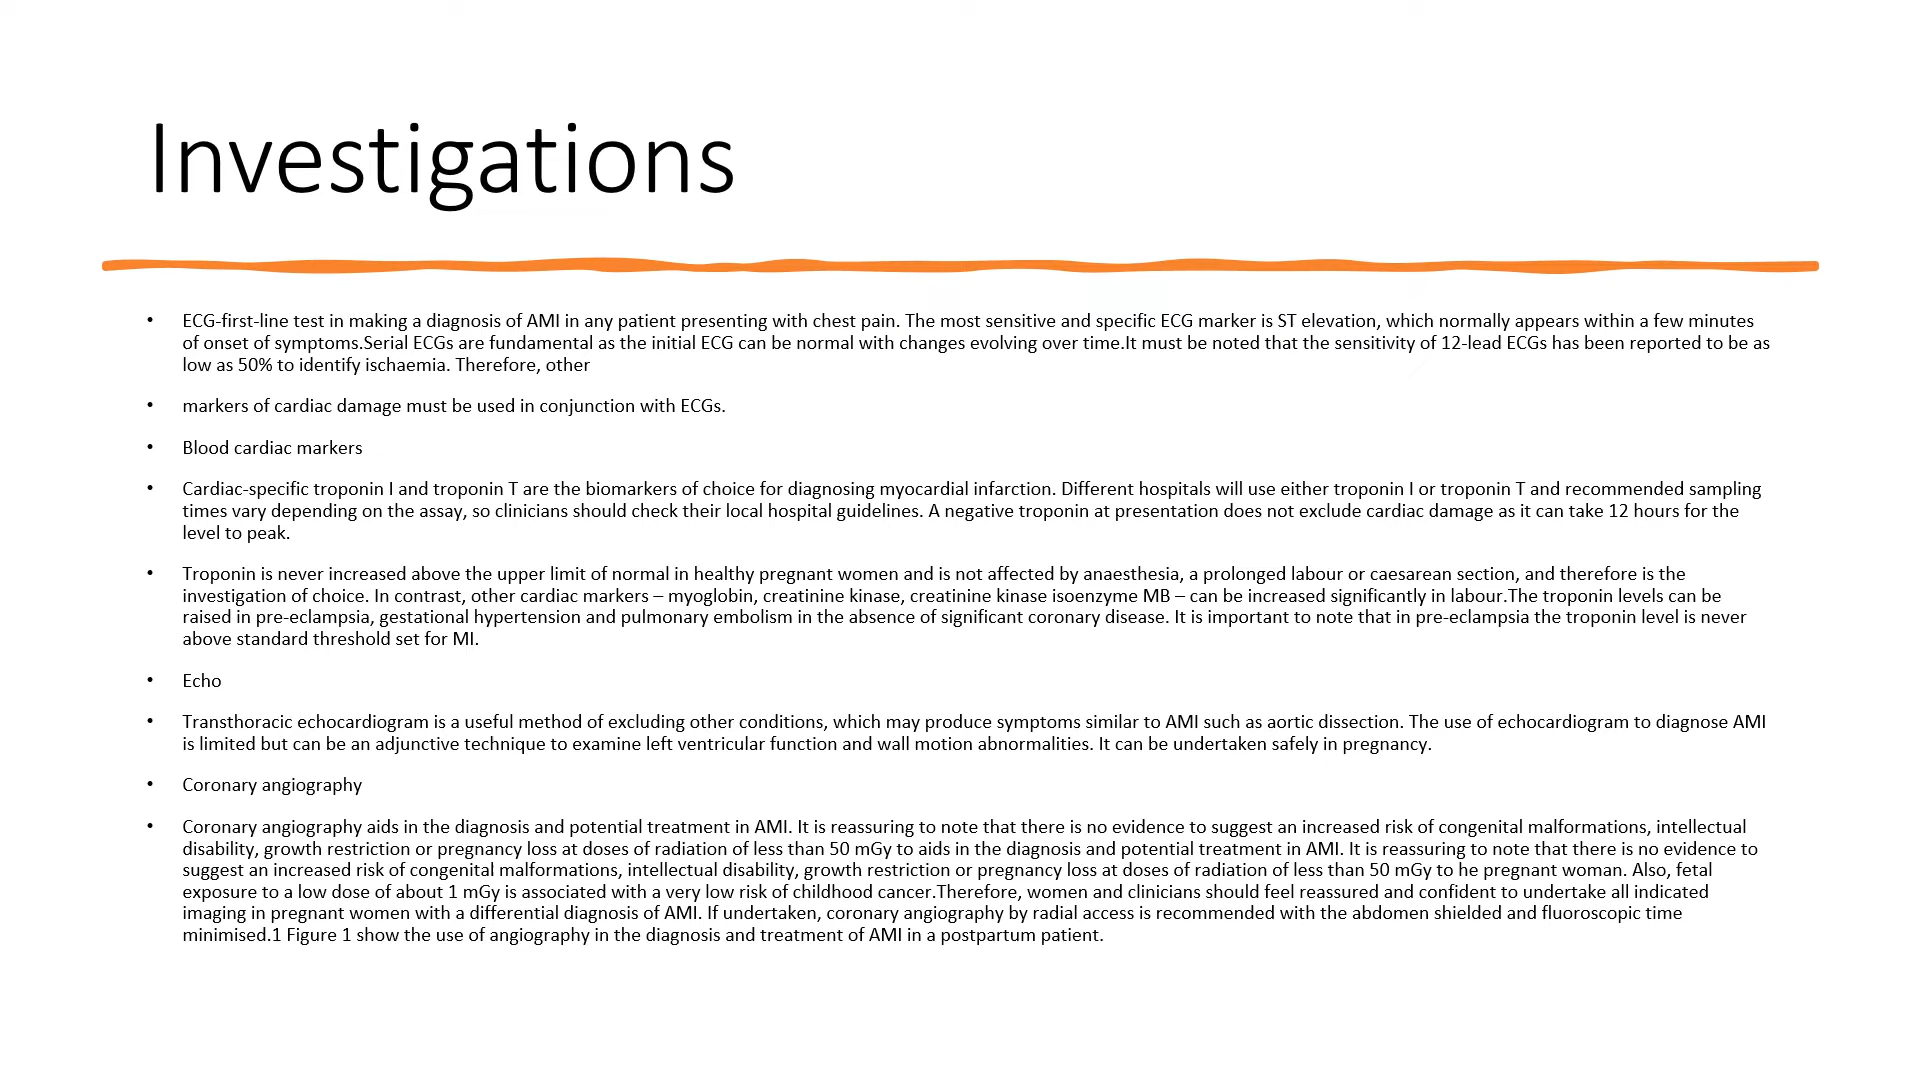 Investigations
• ECG-first-line test in making a diagnosis of AMI in any patient presenting with chest pain. The most sensitive and specific ECG marker is ST elevation, which normally appears within a few minutes
of onset of symptoms.Serial ECGs are fundamental as the initial ECG can be normal with changes evolving over time.It must be noted that the sensitivity of 12-lead ECGs has been reported to be as
low as 50% to identify ischaemia. Therefore, other
• markers of cardiac damage must be used in conjunction with ECGs.
• Blood cardiac markers
• Cardiac-specific troponin I and troponin T are the biomarkers of choice for diagnosing myocardial infarction. Different hospitals will use either troponin I or troponin T and recommended sampling
times vary depending on the assay, so clinicians should check their local hospital guidelines. A negative troponin at presentation does not exclude cardiac damage as it can take 12 hours for the
level to peak.
• Troponin is never increased above the upper limit of normal in healthy pregnant women and is not affected by anaesthesia, a prolonged labour or caesarean section, and therefore is the
investigation of choice. In contrast, other cardiac markers – myoglobin, creatinine kinase, creatinine kinase isoenzyme MB – can be increased significantly in labour.The troponin levels can be
raised in pre-eclampsia, gestational hypertension and pulmonary embolism in the absence of significant coronary disease. It is important to note that in pre-eclampsia the troponin level is never
above standard threshold set for MI.
• Echo
• Transthoracic echocardiogram is a useful method of excluding other conditions, which may produce symptoms similar to AMI such as aortic dissection. The use of echocardiogram to diagnose AMI
is limited but can be an adjunctive technique to examine left ventricular function and wall motion abnormalities. It can be undertaken safely in pregnancy.
• Coronary angiography
• Coronary angiography aids in the diagnosis and potential treatment in AMI. It is reassuring to note that there is no evidence to suggest an increased risk of congenital malformations, intellectual
disability, growth restriction or pregnancy loss at doses of radiation of less than 50 mGy to aids in the diagnosis and potential treatment in AMI. It is reassuring to note that there is no evidence to
suggest an increased risk of congenital malformations, intellectual disability, growth restriction or pregnancy loss at doses of radiation of less than 50 mGy to he pregnant woman. Also, fetal
exposure to a low dose of about 1 mGy is associated with a very low risk of childhood cancer.Therefore, women and clinicians should feel reassured and confident to undertake all indicated
imaging in pregnant women with a differential diagnosis of AMI. If undertaken, coronary angiography by radial access is recommended with the abdomen shielded and fluoroscopic time
minimised.1 Figure 1 show the use of angiography in the diagnosis and treatment of AMI in a postpartum patient.